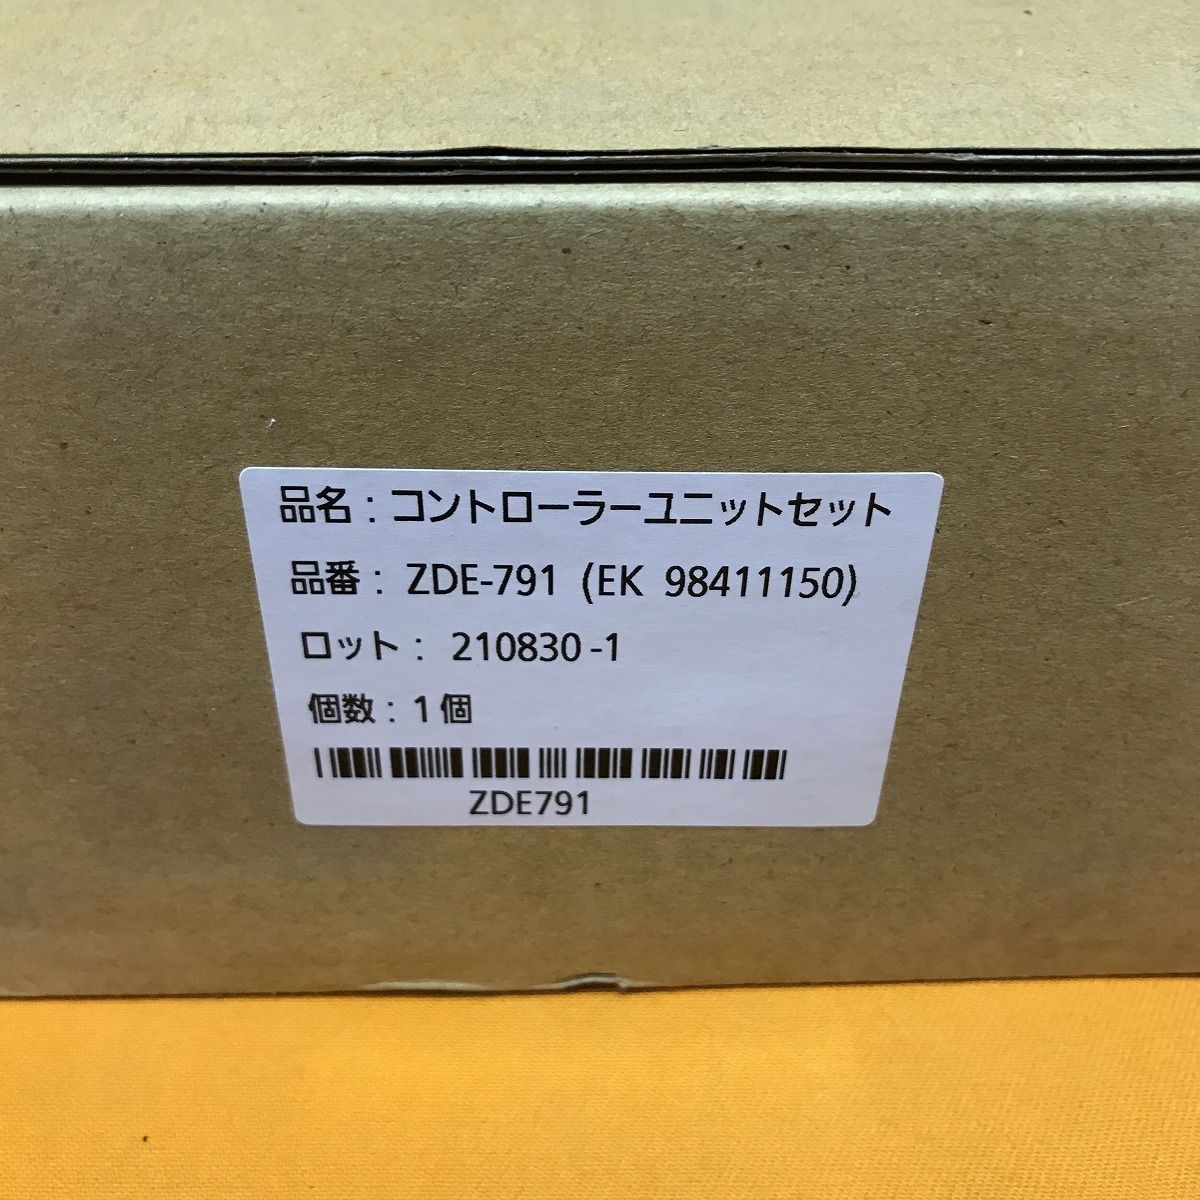 品名：コントローラーユニットセット
品番： ZDE-791 (EK 98411150)
ロット： 210830 -1
個数：1 個
ZDE791